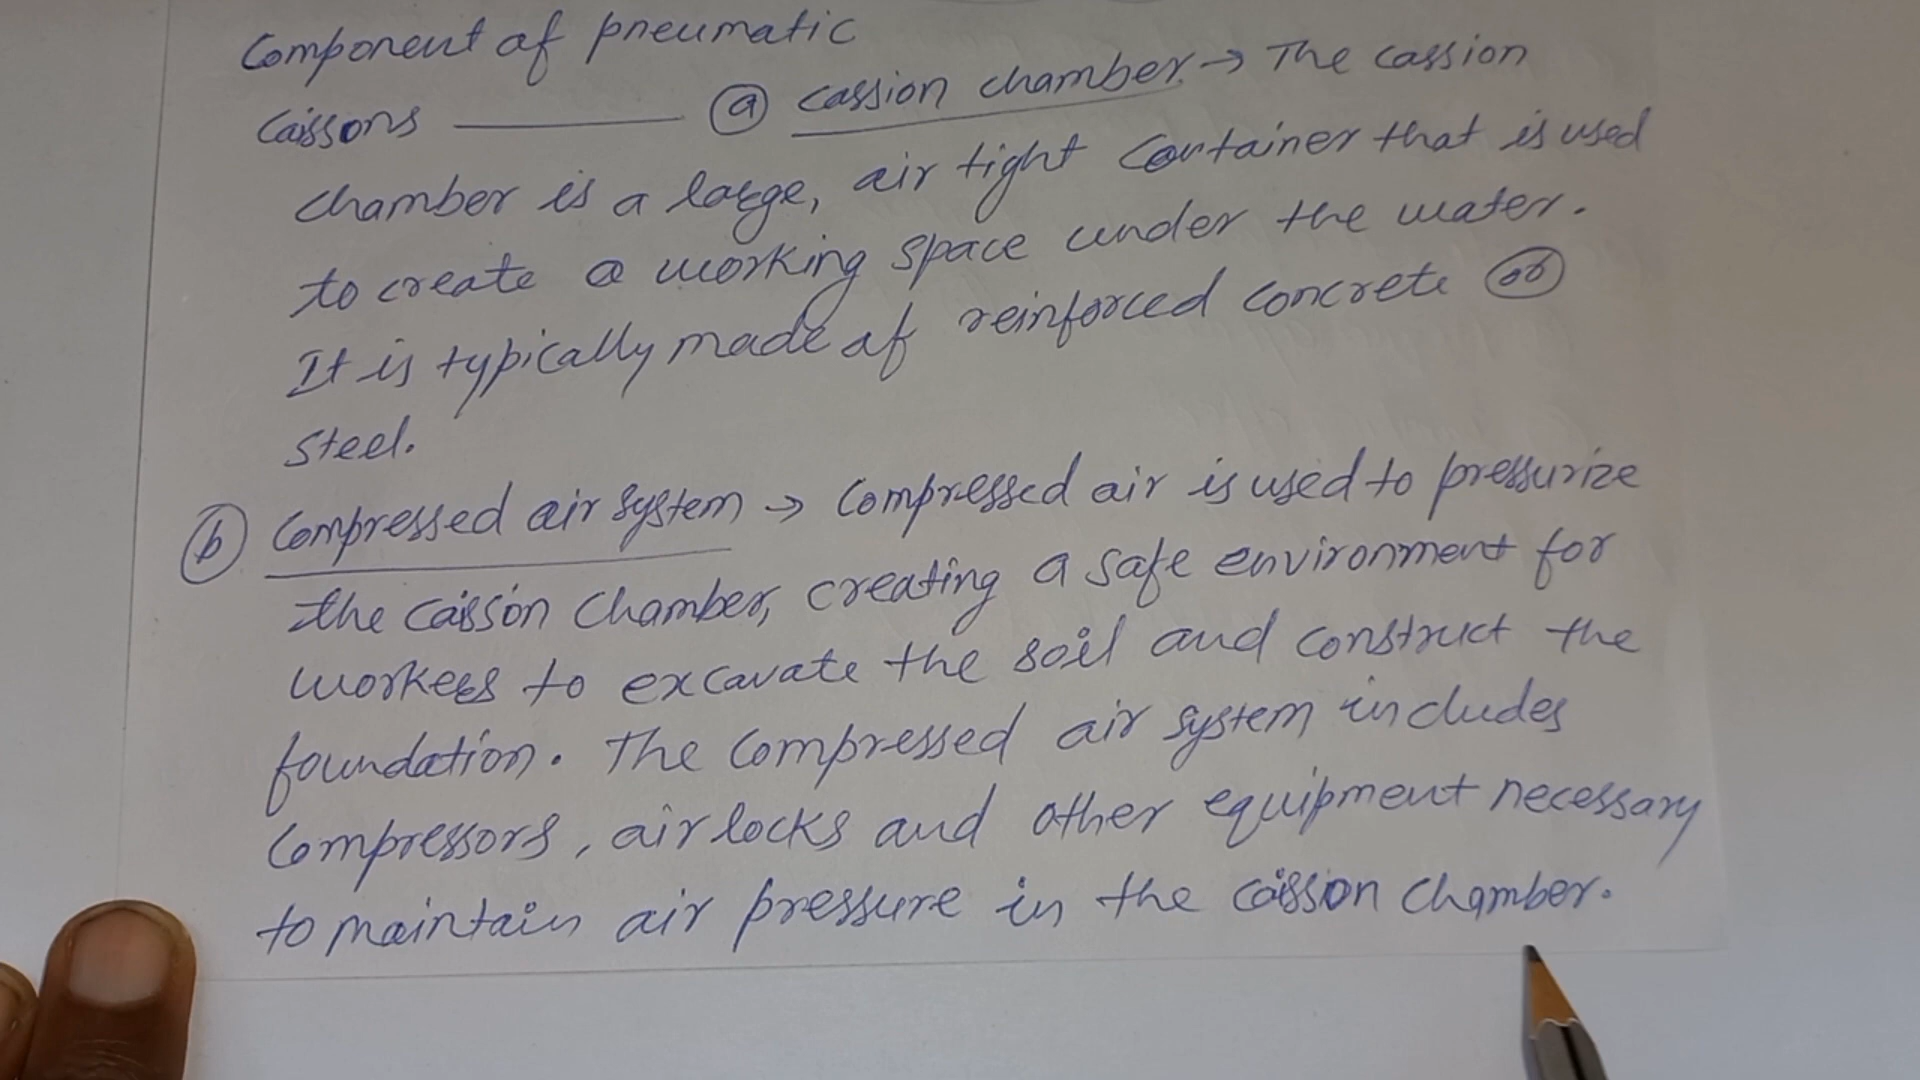 Component of pneumatic
Caissons — ⓐ cassion chamber → The cassion
chamber is a large, air tight container that is used
to create a working space under the water.
It is typically made of reinforced concrete or
steel.
ⓑ Compressed air system → Compressed air is used to pressurize
the caisson chamber, creating a safe environment for
workers to excavate the soil and construct the
foundation. The compressed air system includes
compressors, air locks and other equipment necessary
to maintain air pressure in the caission chamber.